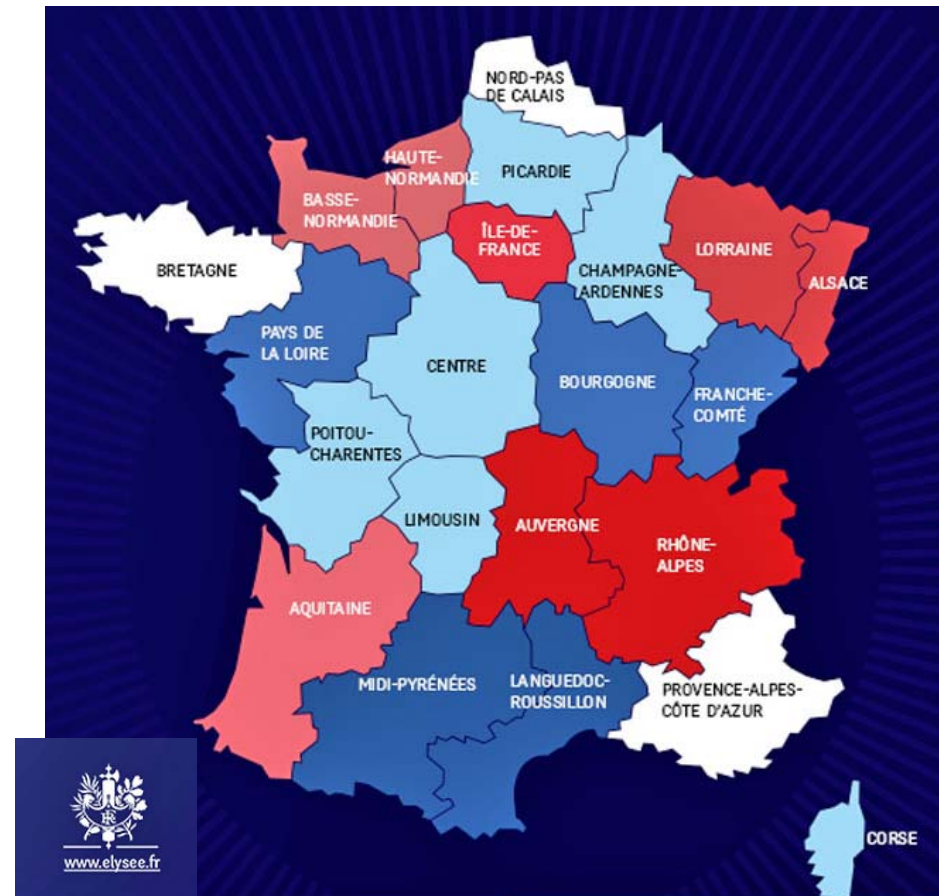 NORD-PAS
DE CALAIS
HAUTE-
NORMANDIE
PICARDIE
BASSE-
NORMANDIE
ÎLE-DE-
FRANCE
LORRAINE
BRETAGNE
CHAMPAGNE-
ARDENNES
ALSACE
PAYS DE
LA LOIRE
CENTRE
BOURGOGNE
FRANCHE-
COMTÉ
POITOU-
CHARENTES
LIMOUSIN
AUVERGNE
RHÔNE-
ALPES
AQUITAINE
MIDI-PYRÉNÉES
LANGUEDOC-
ROUSSILLON
PROVENCE-ALPES-
CÔTE D'AZUR
CORSE
RF
www.elysee.fr